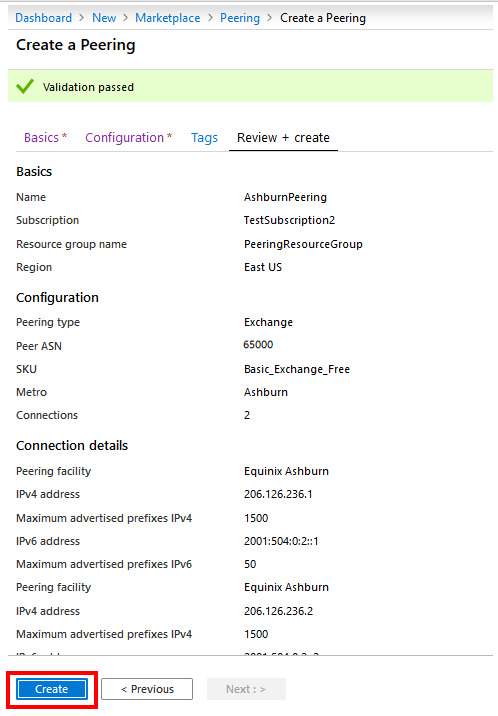 Dashboard > New > Marketplace > Peering > Create a Peering
Create a Peering
Validation passed
Basics * Configuration * Tags Review + create
Basics
Name AshburnPeering
Subscription TestSubscription2
Resource group name PeeringResourceGroup
Region East US
Configuration
Peering type Exchange
Peer ASN 65000
SKU Basic_Exchange_Free
Metro Ashburn
Connections 2
Connection details
Peering facility Equinix Ashburn
IPv4 address 206.126.236.1
Maximum advertised prefixes IPv4 1500
IPv6 address 2001:504:0:2::1
Maximum advertised prefixes IPv6 50
Peering facility Equinix Ashburn
IPv4 address 206.126.236.2
Maximum advertised prefixes IPv4 1500
Create < Previous Next : >